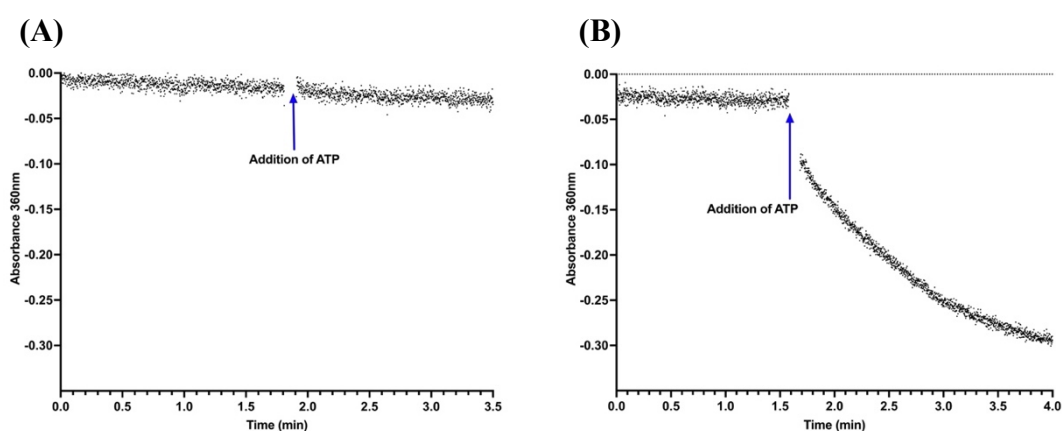 (A)
(B)
Absorbance 360nm
0.00
-0.05
-0.10
-0.15
-0.20
-0.25
-0.30
Addition of ATP
0.0 0.5 1.0 1.5 2.0 2.5 3.0 3.5
Time (min)
Absorbance 360nm
0.00
-0.05
-0.10
-0.15
-0.20
-0.25
-0.30
Addition of ATP
0.0 0.5 1.0 1.5 2.0 2.5 3.0 3.5 4.0
Time (min)